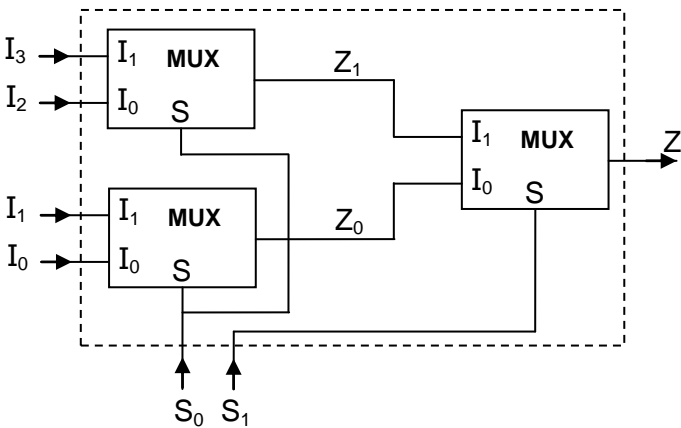 I₃ I₁ MUX
I₂ I₀ S
Z₁
I₁ MUX Z
I₀ S
I₁ I₁ MUX
I₀ I₀ S
Z₀
S₀ S₁